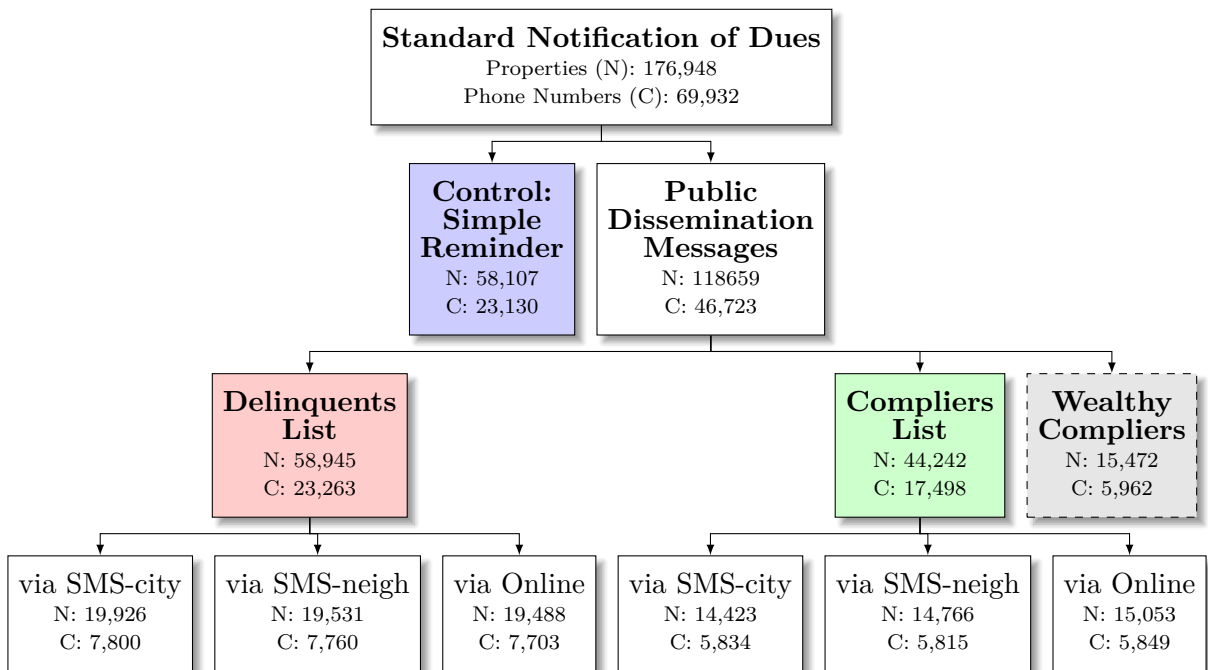 Standard Notification of Dues
Properties (N): 176,948
Phone Numbers (C): 69,932
Control:
Simple
Reminder
N: 58,107
C: 23,130
Public
Dissemination
Messages
N: 118659
C: 46,723
Delinquents
List
N: 58,945
C: 23,263
Compliers
List
N: 44,242
C: 17,498
Wealthy
Compliers
N: 15,472
C: 5,962
via SMS-city
N: 19,926
C: 7,800
via SMS-neigh
N: 19,531
C: 7,760
via Online
N: 19,488
C: 7,703
via SMS-city
N: 14,423
C: 5,834
via SMS-neigh
N: 14,766
C: 5,815
via Online
N: 15,053
C: 5,849